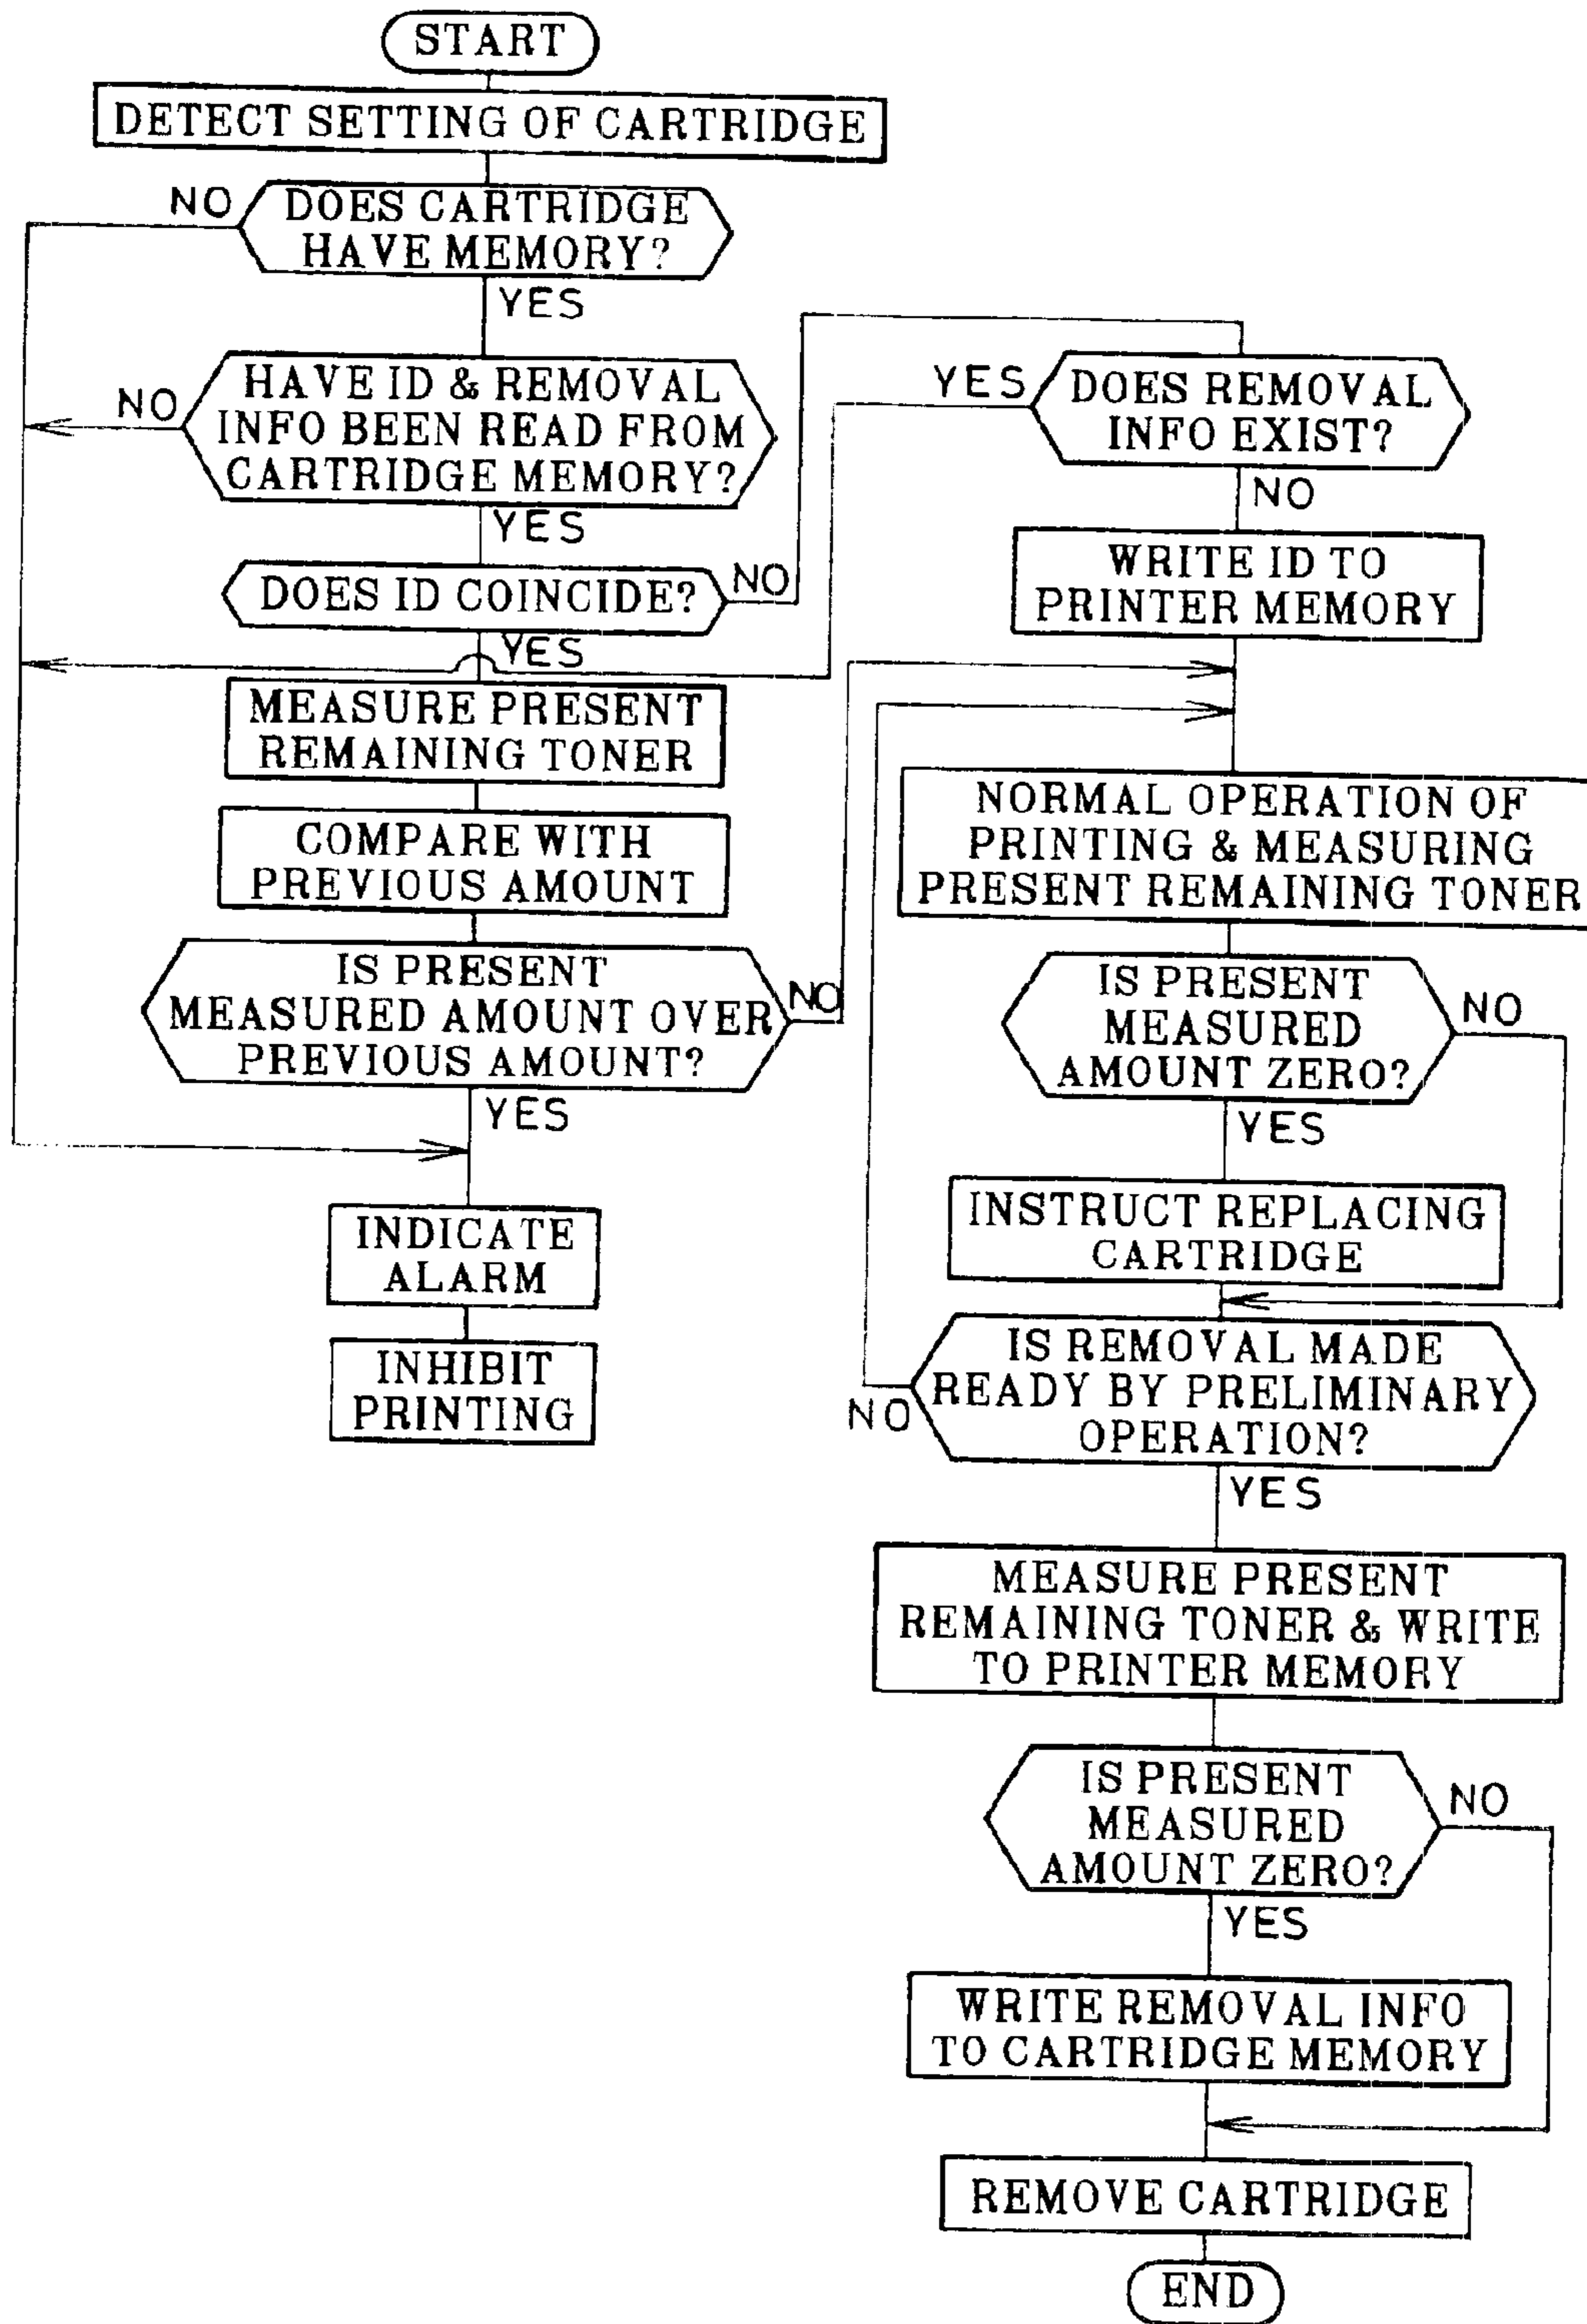 START
DETECT SETTING OF CARTRIDGE
NO
DOES CARTRIDGE
HAVE MEMORY?
YES
NO
HAVE ID & REMOVAL
INFO BEEN READ FROM
CARTRIDGE MEMORY?
YES
DOES ID COINCIDE?
NO
YES
MEASURE PRESENT
REMAINING TONER
COMPARE WITH
PREVIOUS AMOUNT
IS PRESENT
MEASURED AMOUNT OVER
PREVIOUS AMOUNT?
NO
YES
INDICATE
ALARM
INHIBIT
PRINTING
YES
DOES REMOVAL
INFO EXIST?
NO
WRITE ID TO
PRINTER MEMORY
NORMAL OPERATION OF
PRINTING & MEASURING
PRESENT REMAINING TONER
IS PRESENT
MEASURED
AMOUNT ZERO?
NO
YES
INSTRUCT REPLACING
CARTRIDGE
IS REMOVAL MADE
READY BY PRELIMINARY
OPERATION?
NO
YES
MEASURE PRESENT
REMAINING TONER & WRITE
TO PRINTER MEMORY
IS PRESENT
MEASURED
AMOUNT ZERO?
NO
YES
WRITE REMOVAL INFO
TO CARTRIDGE MEMORY
REMOVE CARTRIDGE
END